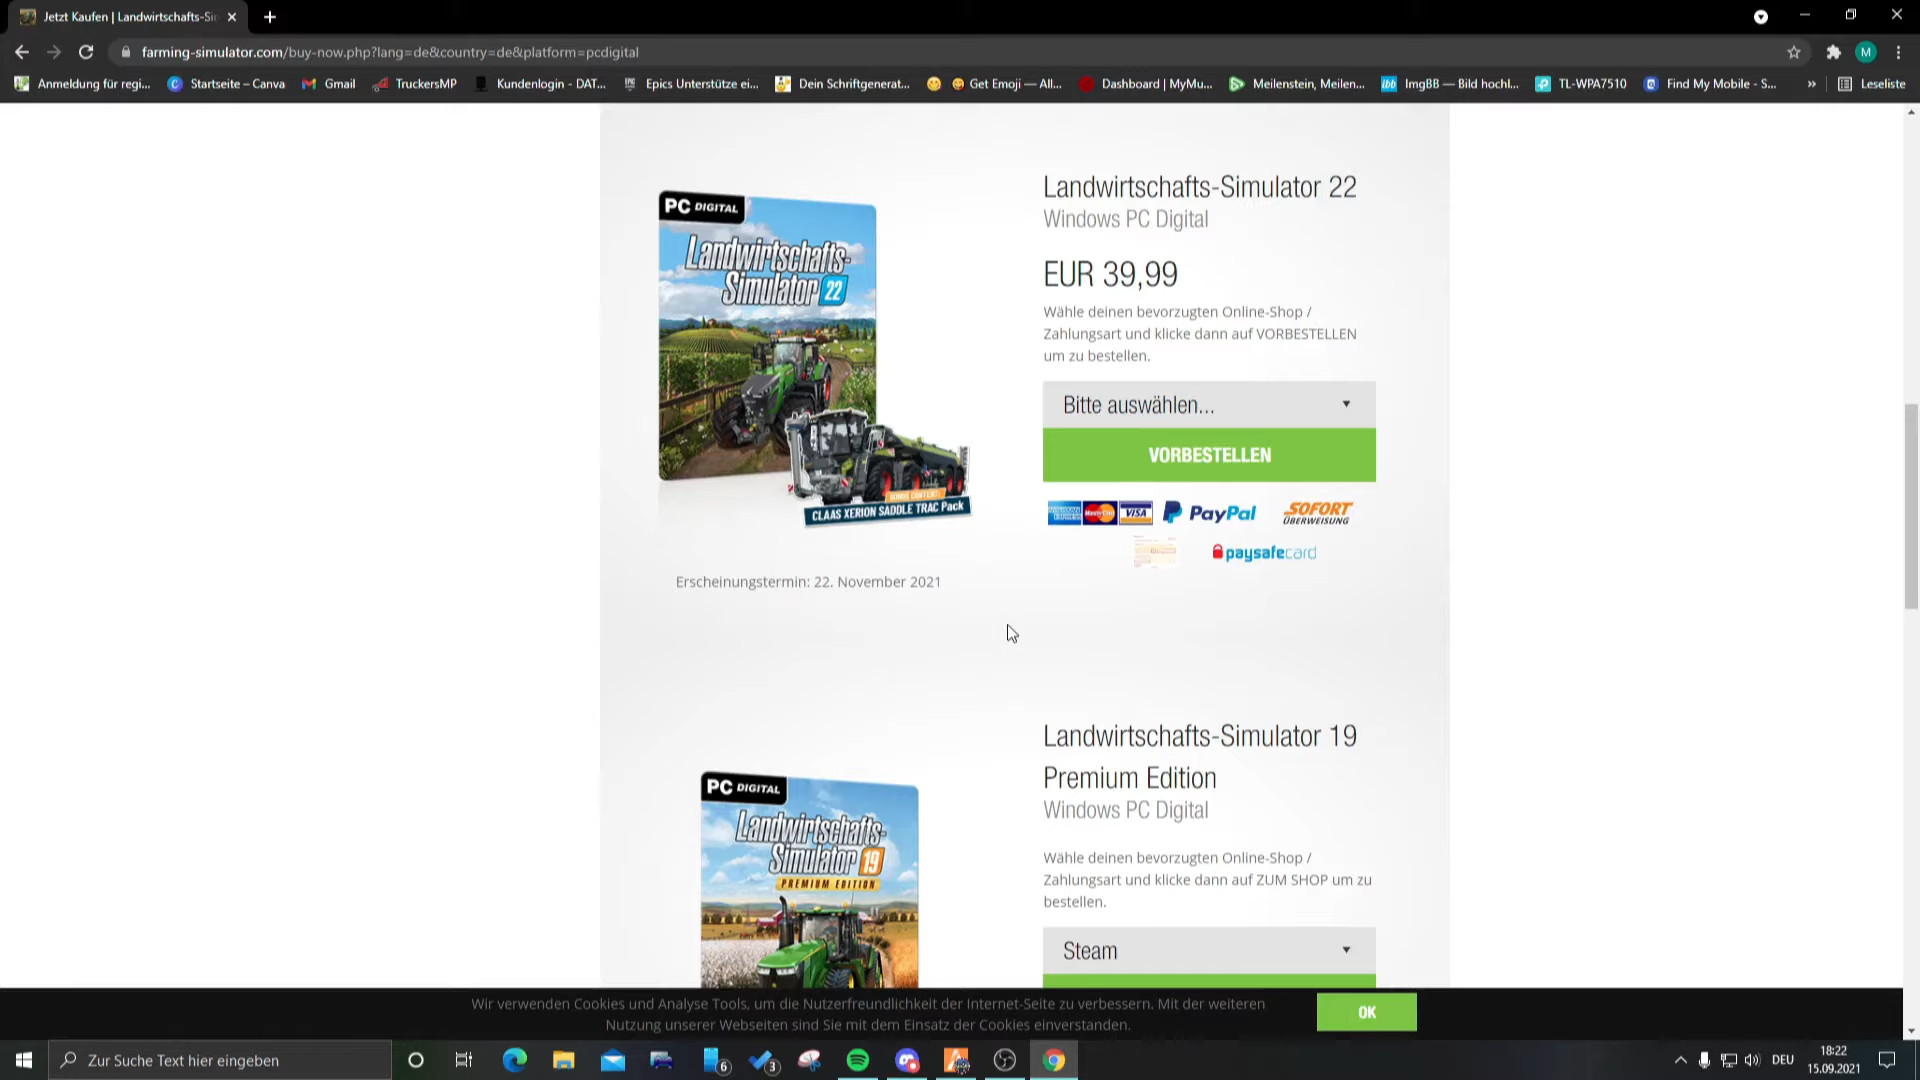 Jetzt Kaufen | Landwirtschafts-Si
farming-simulator.com/buy-now.php?lang=de&country=de&platform=pcdigital
M
Anmeldung für regi...
Startseite – Canva
Gmail
TruckersMP
Kundenlogin - DAT...
Epics Unterstütze ei...
Dein Schriftgenerat...
Get Emoji — All...
Dashboard | MyMu...
Meilenstein, Meilen...
ibb
ImgBB — Bild hochl...
TL-WPA7510
Find My Mobile - S...
»
Leseliste
PC DIGITAL
Landwirtschafts-
Simulator 22
BONUS CONTENT:
CLAAS XERION SADDLE TRAC Pack
Erscheinungstermin: 22. November 2021
Landwirtschafts-Simulator 22
Windows PC Digital
EUR 39,99
Wähle deinen bevorzugten Online-Shop /
Zahlungsart und klicke dann auf VORBESTELLEN
um zu bestellen.
Bitte auswählen...
VORBESTELLEN
AMERICAN EXPRESS MasterCard VISA PayPal SOFORT
ÜBERWEISUNG
paysafecard
PC DIGITAL
Landwirtschafts-
Simulator 19
PREMIUM EDITION
Landwirtschafts-Simulator 19
Premium Edition
Windows PC Digital
Wähle deinen bevorzugten Online-Shop /
Zahlungsart und klicke dann auf ZUM SHOP um zu
bestellen.
Steam
Wir verwenden Cookies und Analyse Tools, um die Nutzerfreundlichkeit der Internet-Seite zu verbessern. Mit der weiteren
Nutzung unserer Webseiten sind Sie mit dem Einsatz der Cookies einverstanden.
OK
Zur Suche Text hier eingeben
6
3
DEU
18:22
15.09.2021